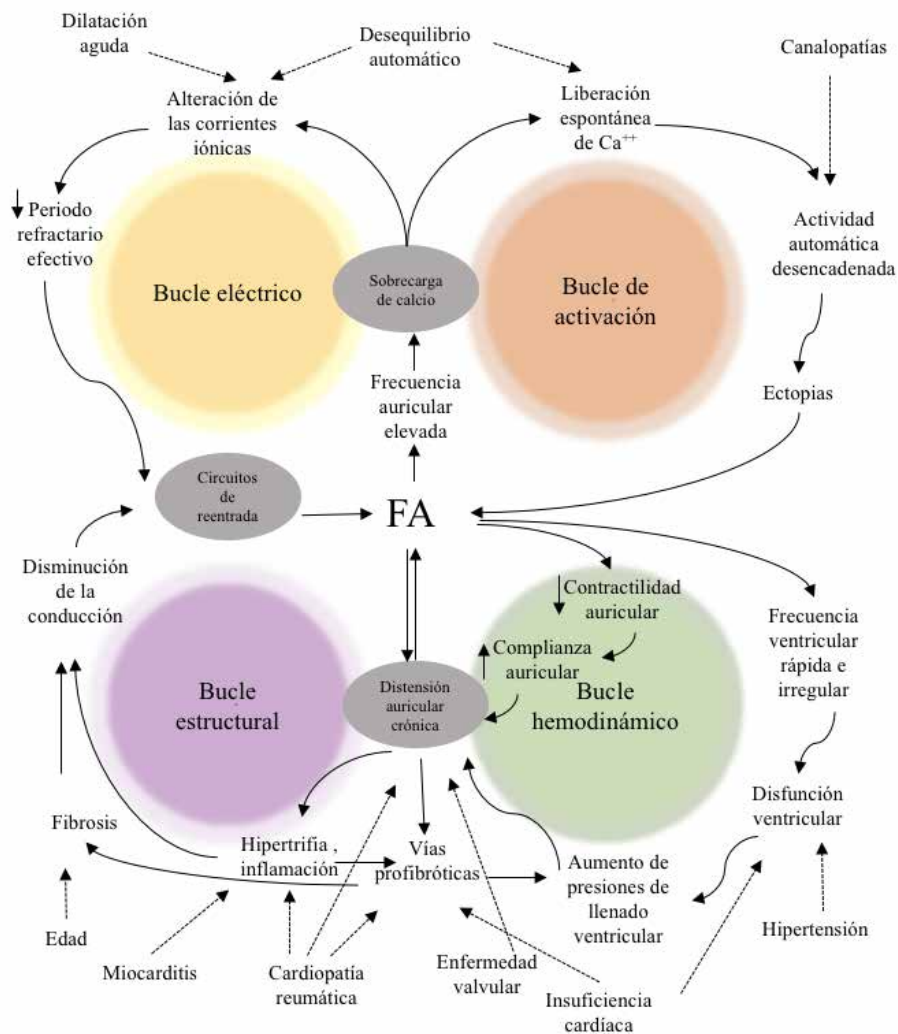 Dilatación
aguda
Desequilibrio
automático
Canalopatías
Alteración de
las corrientes
iónicas
Liberación
espontánea
de Ca++
Periodo
refractario
efectivo
Actividad
automática
desencadenada
Bucle eléctrico
Sobrecarga
de calcio
Bucle de
activación
Frecuencia
auricular
elevada
Ectopias
Circuitos
de
reentrada
FA
Disminución
de la
conducción
Contractilidad
auricular
Complianza
auricular
Frecuencia
ventricular
rápida e
irregular
Bucle
estructural
Distensión
auricular
crónica
Bucle
hemodinámico
Fibrosis
Hipertrifia ,
inflamación
Vías
profibróticas
Aumento de
presiones de
llenado
ventricular
Disfunción
ventricular
Edad
Miocarditis
Cardiopatía
reumática
Enfermedad
valvular
Insuficiencia
cardíaca
Hipertensión